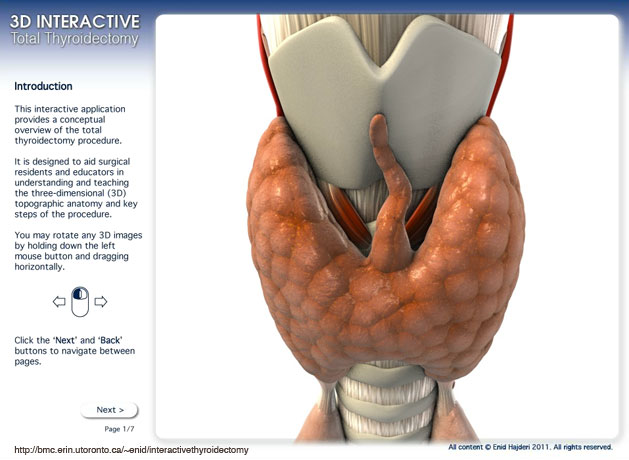 3D INTERACTIVE
Total Thyroidectomy
Introduction
This interactive application
provides a conceptual
overview of the total
thyroidectomy procedure.
It is designed to aid surgical
residents and educators in
understanding and teaching
the three-dimensional (3D)
topographic anatomy and key
steps of the procedure.
You may rotate any 3D images
by holding down the left
mouse button and dragging
horizontally.
Click the 'Next' and 'Back'
buttons to navigate between
pages.
Next >
Page 1/7
http://bmc.erin.utoronto.ca/~enid/interactivethyroidectomy
All content © Enid Hajderi 2011. All rights reserved.